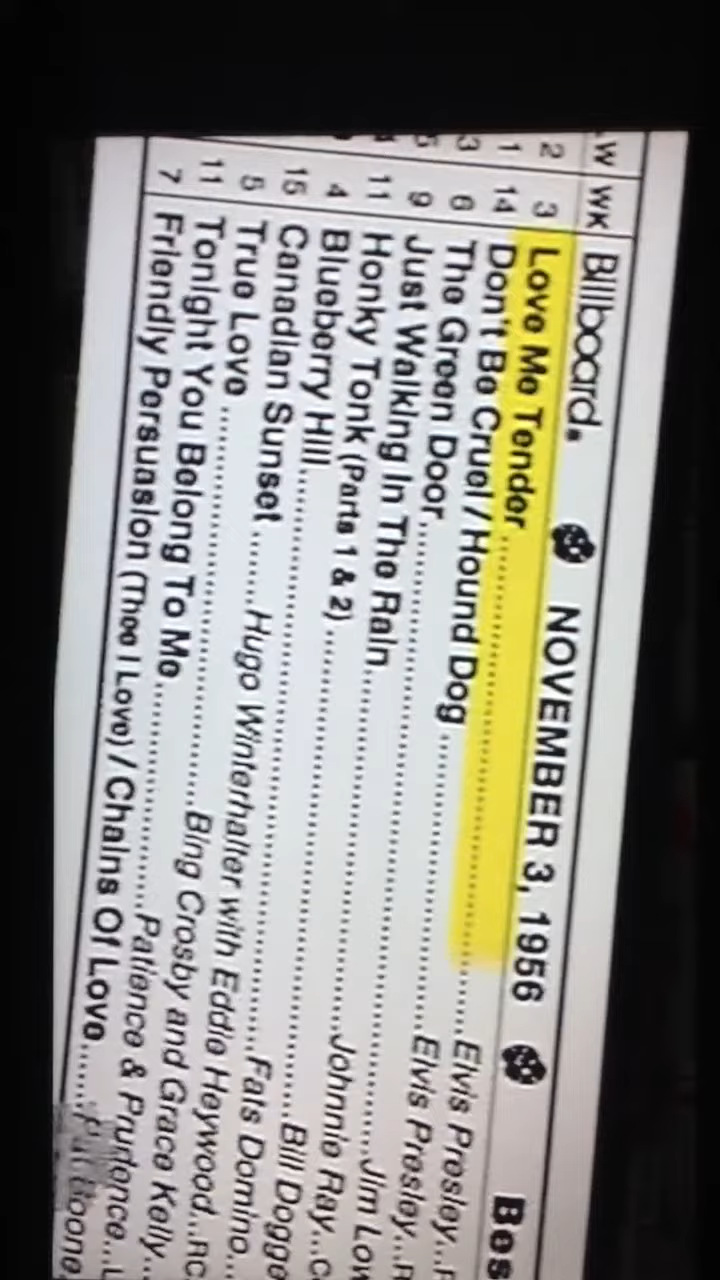 W WK Billboard. NOVEMBER 3, 1956
2 3 Love Me Tender ..... Elvis Presley...
1 14 Don't Be Cruel / Hound Dog ..... Elvis Presley...
3 6 The Green Door ..... Jim
5 9 Just Walking In The Rain ..... Johnnie Ray...
11 Honky Tonk (Parts 1 & 2) ..... Bill
4 Blueberry Hill ..... Fats Domino...
15 Canadian Sunset ..... Hugo Winterhalter with Eddie Heywood...
5 True Love ..... Bing Crosby and Grace Kelly..
11 Tonight You Belong To Me ..... Patience & Prudence...
7 Friendly Persuasion (Thee I Love) / Chains Of Love ..... Boone